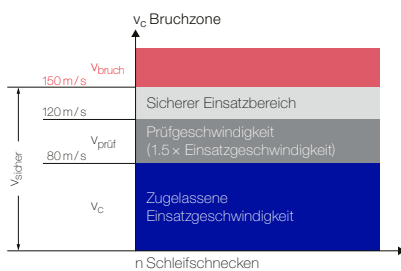 v_c Bruchzone
v_bruch
150 m/s
Sicherer Einsatzbereich
120 m/s
v_prüf
Prüfgeschwindigkeit
(1.5 × Einsatzgeschwindigkeit)
80 m/s
v_sicher
v_c
Zugelassene
Einsatzgeschwindigkeit
n Schleifschnecken